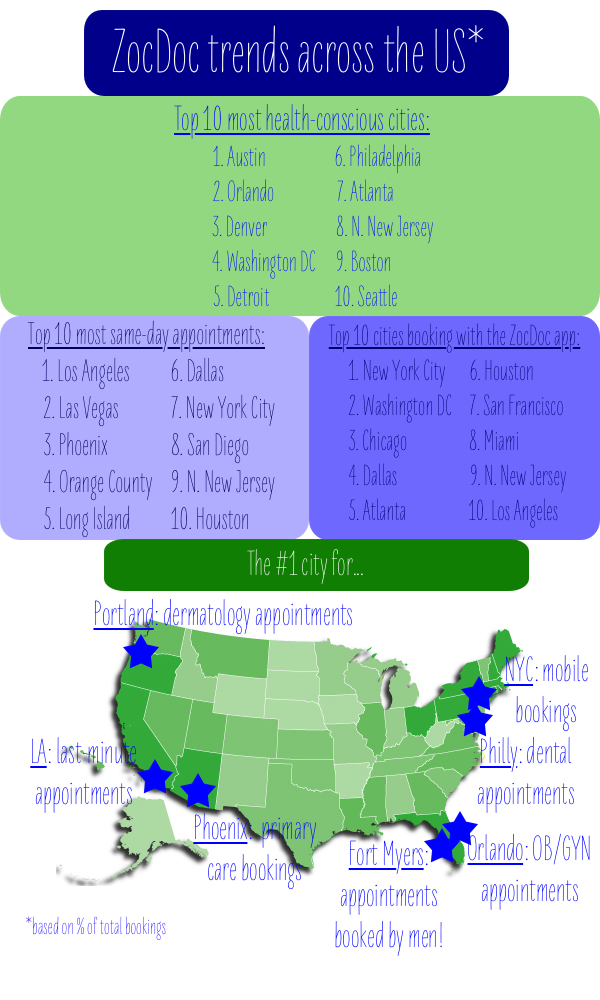 ZocDoc trends across the US*
Top 10 most health-conscious cities:
1. Austin
2. Orlando
3. Denver
4. Washington DC
5. Detroit
6. Philadelphia
7. Atlanta
8. N. New Jersey
9. Boston
10. Seattle
Top 10 most same-day appointments:
1. Los Angeles
2. Las Vegas
3. Phoenix
4. Orange County
5. Long Island
6. Dallas
7. New York City
8. San Diego
9. N. New Jersey
10. Houston
Top 10 cities booking with the ZocDoc app:
1. New York City
2. Washington DC
3. Chicago
4. Dallas
5. Atlanta
6. Houston
7. San Francisco
8. Miami
9. N. New Jersey
10. Los Angeles
The #1 city for...
Portland: dermatology appointments
NYC: mobile
bookings
LA: last-minute
appointments
Philly: dental
appointments
Phoenix: primary
care bookings
Fort Myers:
appointments
booked by men!
Orlando: OB/GYN
appointments
*based on % of total bookings